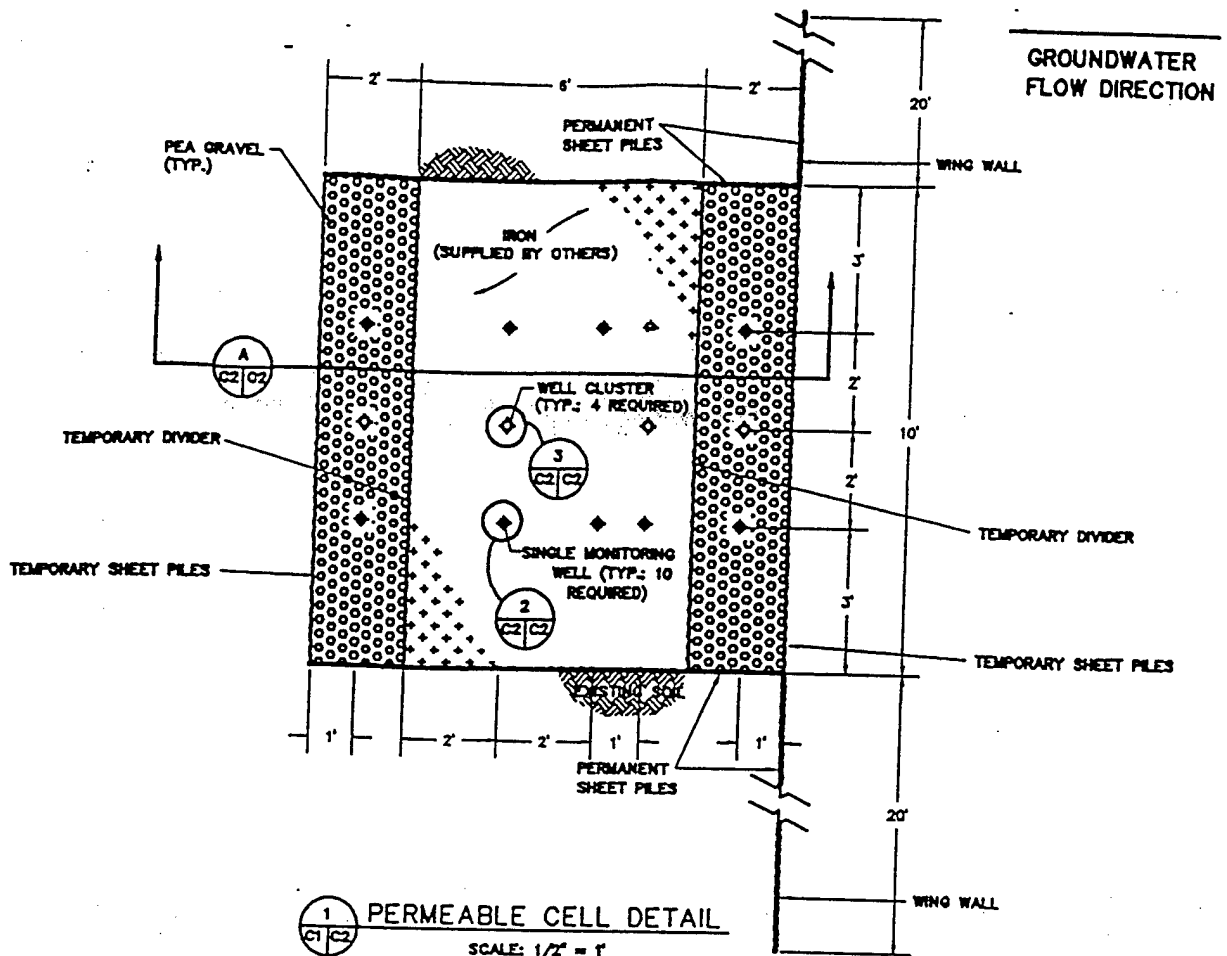 GROUNDWATER
FLOW DIRECTION
2'
6'
2'
20'
PERMANENT
SHEET PILES
PEA GRAVEL
(TYP.)
WING WALL
IRON
(SUPPLIED BY OTHERS)
3'
A
C2 C2
2'
WELL CLUSTER
(TYP.: 4 REQUIRED)
TEMPORARY DIVIDER
10'
3
C2 C2
2'
TEMPORARY DIVIDER
SINGLE MONITORING
WELL (TYP.: 10
REQUIRED)
TEMPORARY SHEET PILES
2
C2 C2
3'
TEMPORARY SHEET PILES
EXISTING SOIL
1'
2'
2'
1'
1'
PERMANENT
SHEET PILES
20'
WING WALL
1
C1 C2
PERMEABLE CELL DETAIL
SCALE: 1/2" = 1'